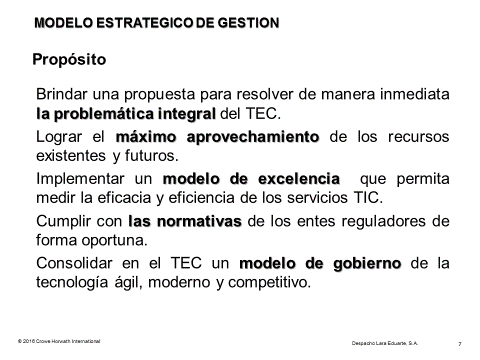 MODELO ESTRATEGICO DE GESTION
Propósito
Brindar una propuesta para resolver de manera inmediata
la problemática integral del TEC.
Lograr el máximo aprovechamiento de los recursos
existentes y futuros.
Implementar un modelo de excelencia que permita
medir la eficacia y eficiencia de los servicios TIC.
Cumplir con las normativas de los entes reguladores de
forma oportuna.
Consolidar en el TEC un modelo de gobierno de la
tecnología ágil, moderno y competitivo.
© 2016 Crowe Horwath International
Despacho Lara Eduarte, S.A.
7